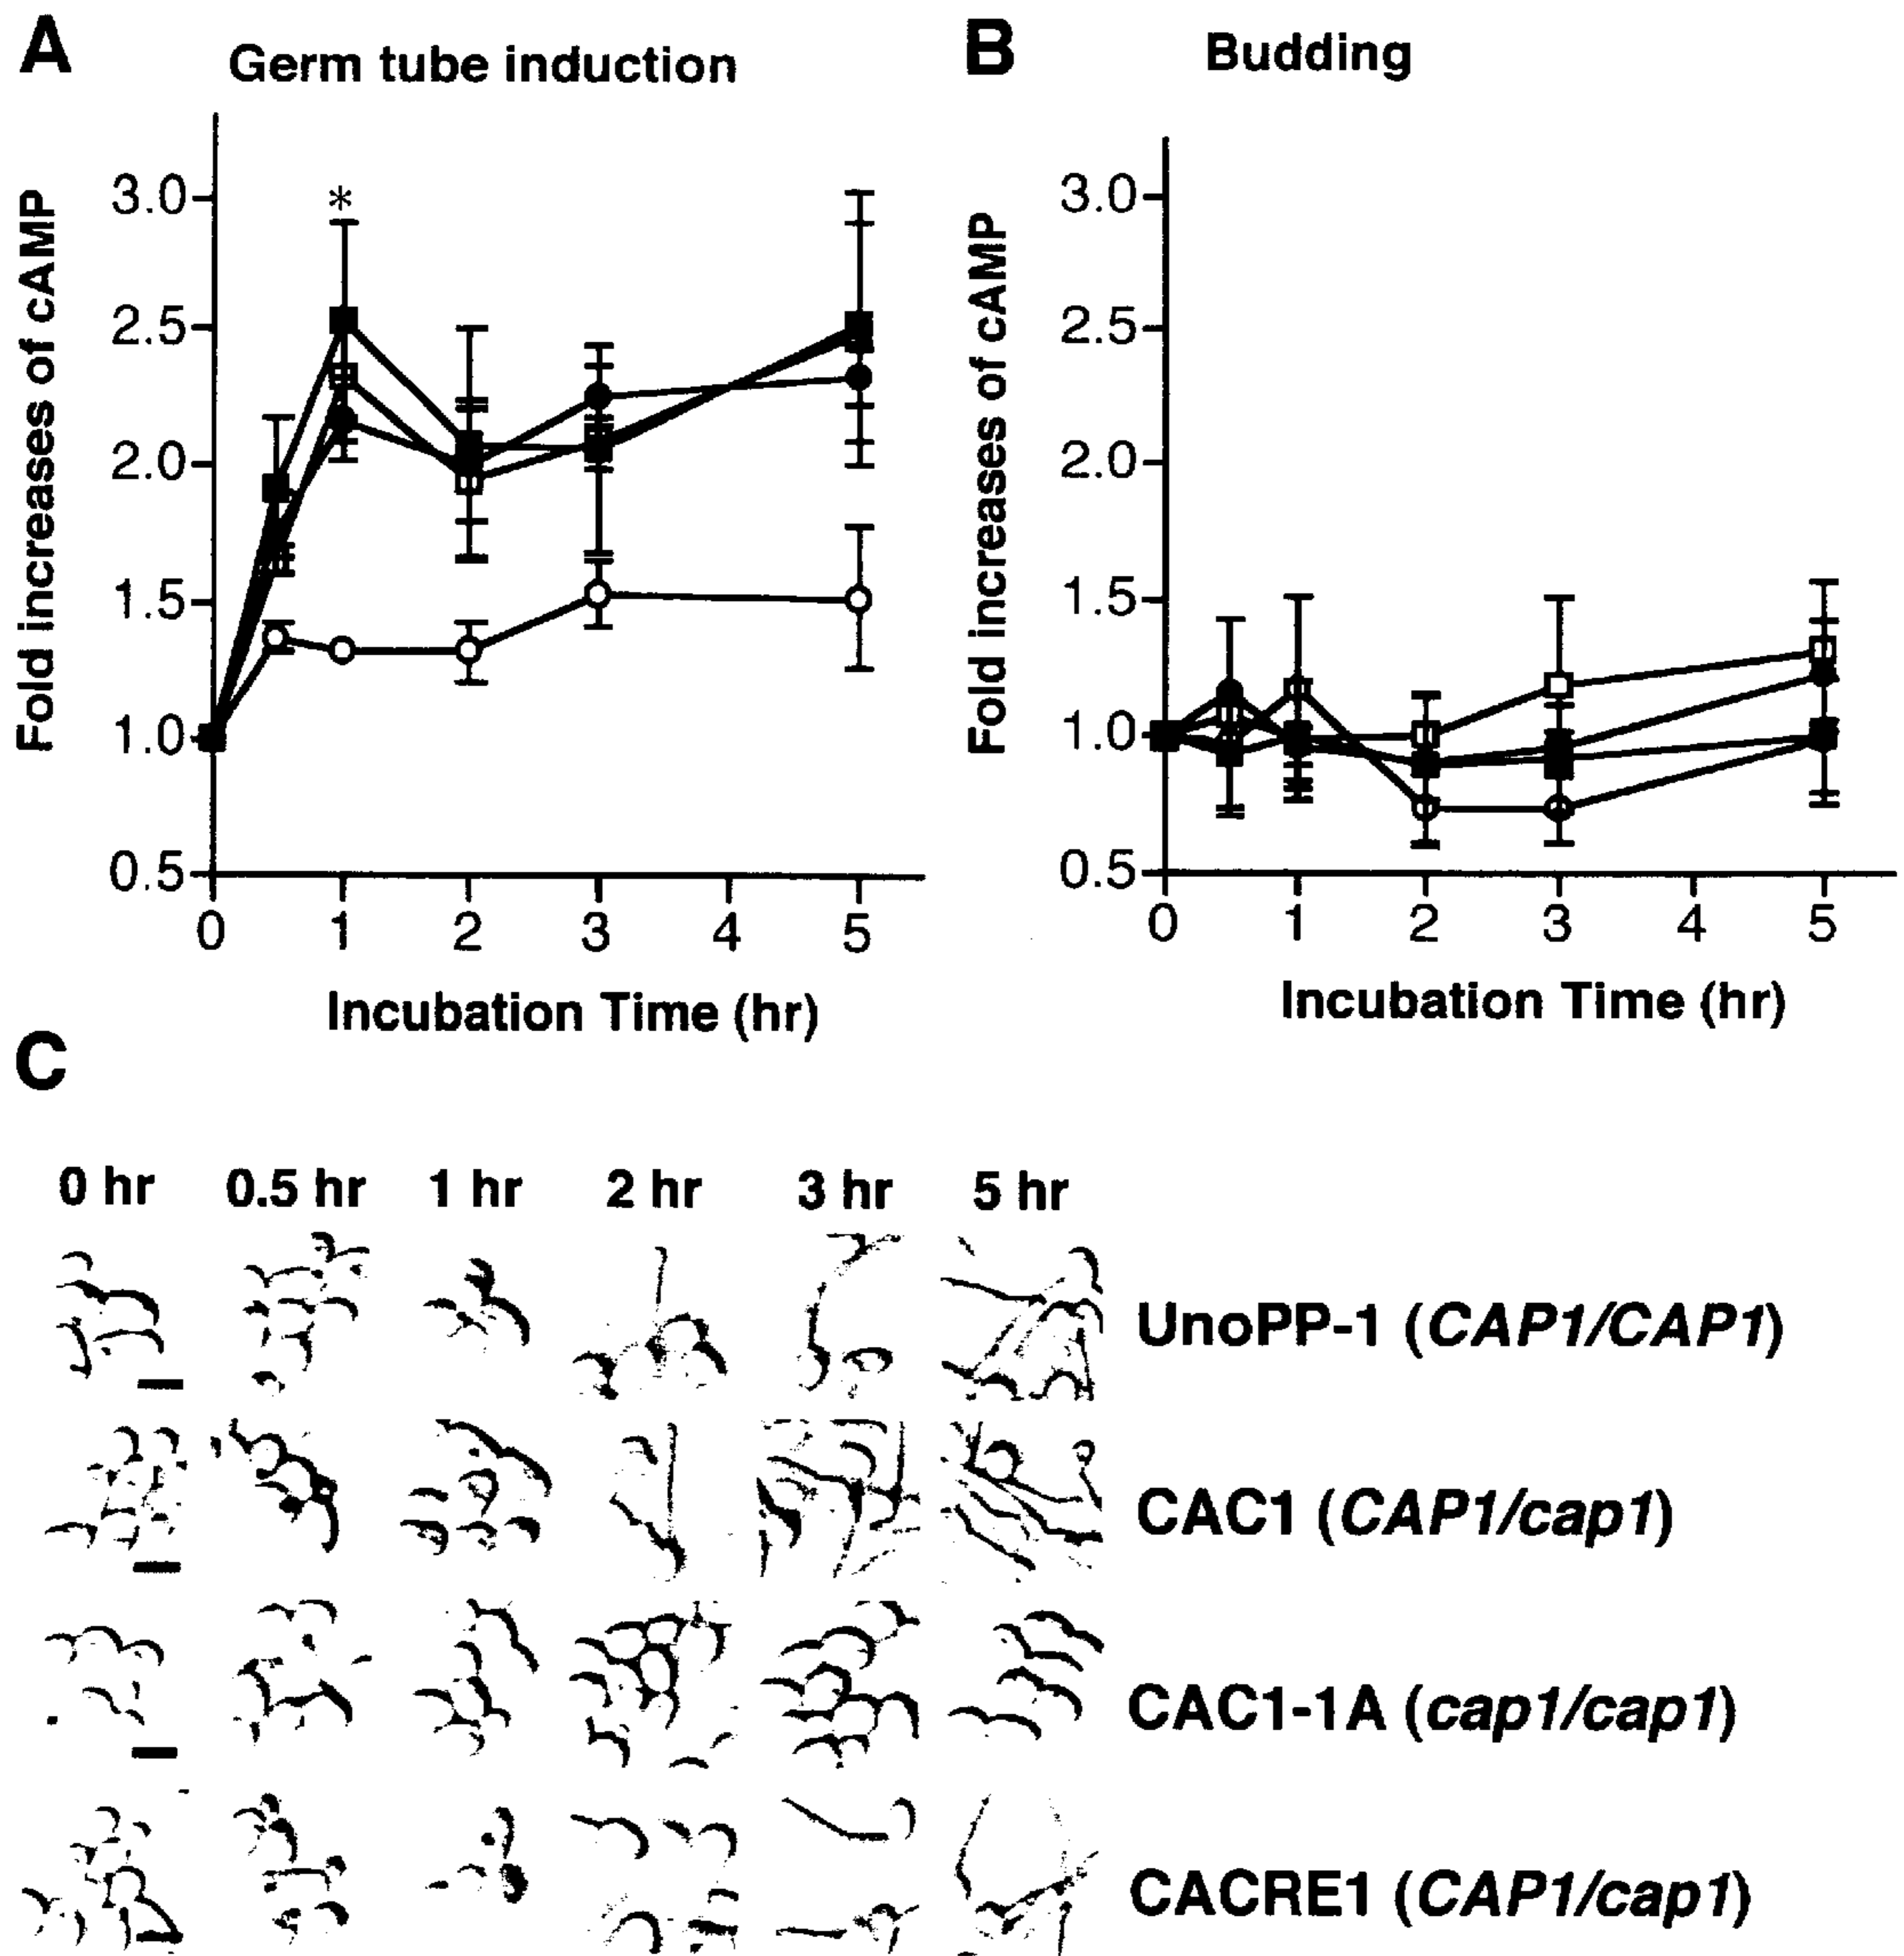 A
Germ tube induction
Fold increases of cAMP
3.0
2.5
2.0
1.5
1.0
0.5
*
0 1 2 3 4 5
Incubation Time (hr)
B
Budding
Fold increases of cAMP
3.0
2.5
2.0
1.5
1.0
0.5
0 1 2 3 4 5
Incubation Time (hr)
C
0 hr 0.5 hr 1 hr 2 hr 3 hr 5 hr
UnoPP-1 (CAP1/CAP1)
CAC1 (CAP1/cap1)
CAC1-1A (cap1/cap1)
CACRE1 (CAP1/cap1)